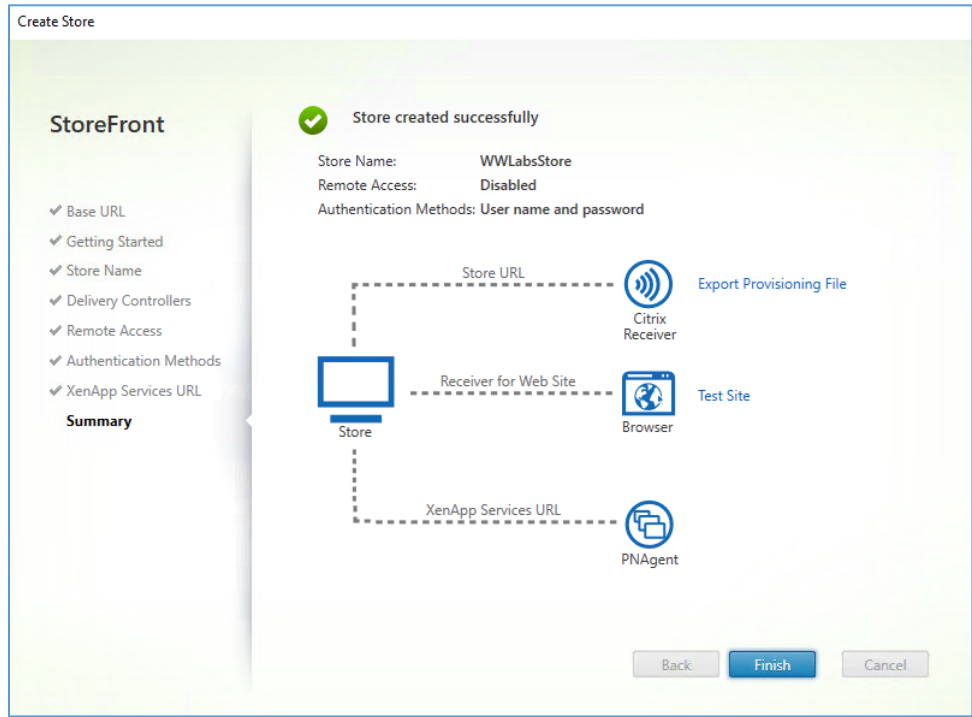 Create Store
StoreFront
Base URL
Getting Started
Store Name
Delivery Controllers
Remote Access
Authentication Methods
XenApp Services URL
Summary
Store created successfully
Store Name: WWLabsStore
Remote Access: Disabled
Authentication Methods: User name and password
Store URL
Citrix
Receiver
Export Provisioning File
Receiver for Web Site
Browser
Test Site
Store
XenApp Services URL
PNAgent
Back Finish Cancel